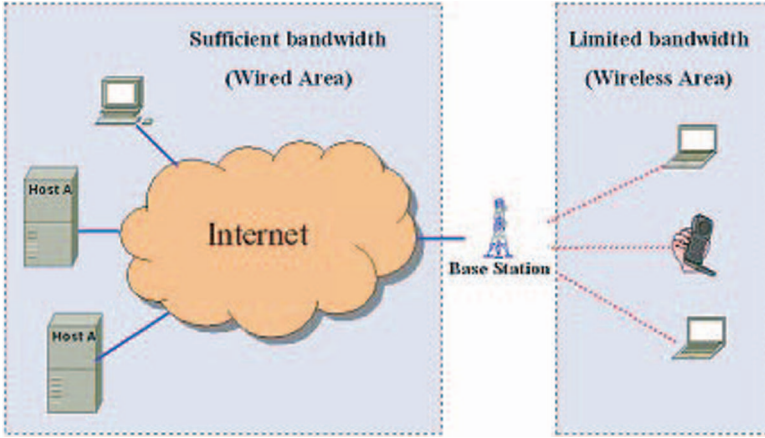 Sufficient bandwidth
(Wired Area)
Limited bandwidth
(Wireless Area)
Host A
Internet
Base Station
Host A